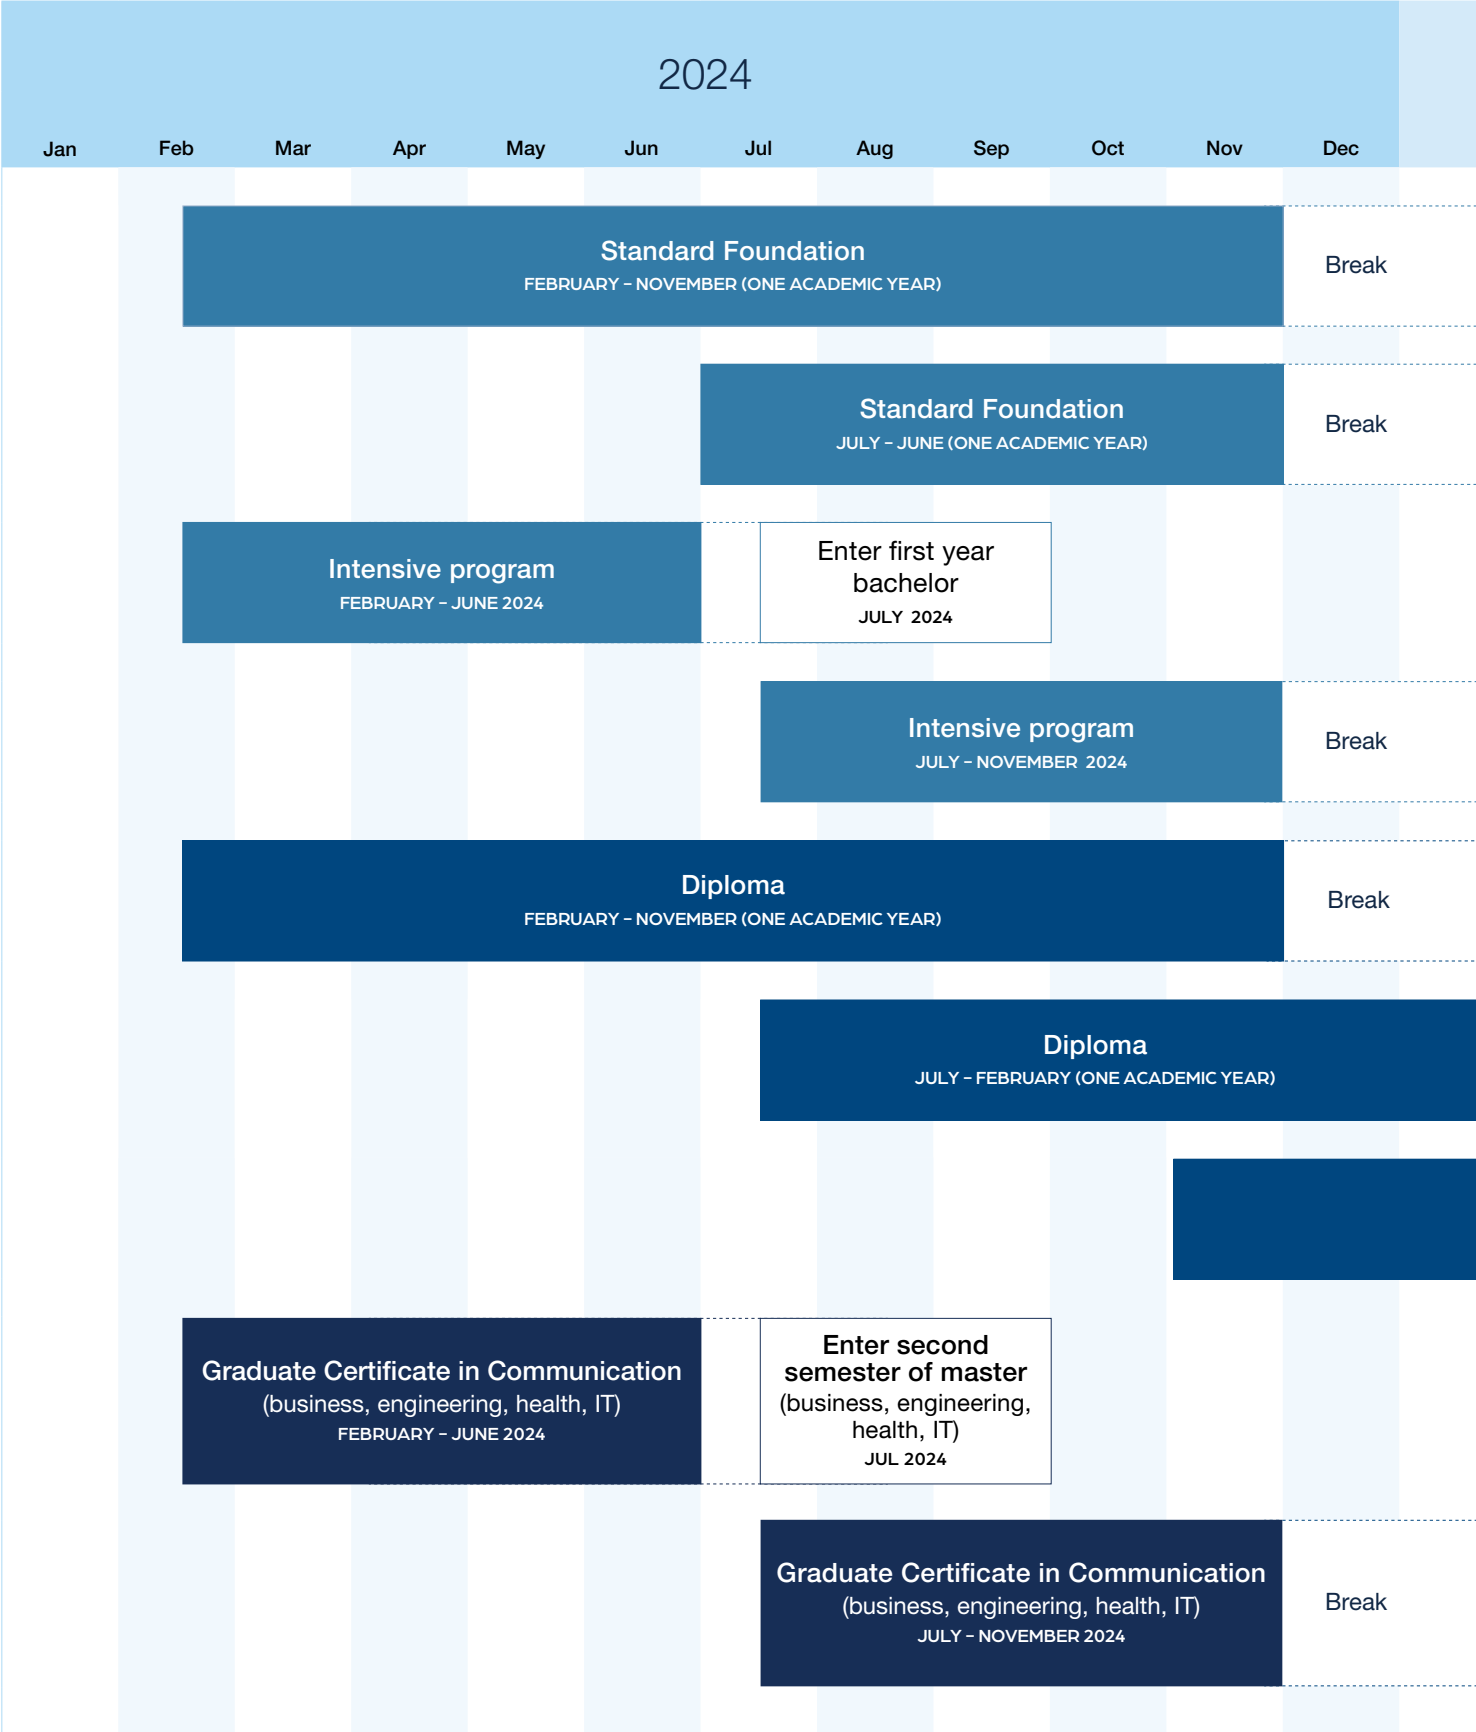 2024
Jan Feb Mar Apr May Jun Jul Aug Sep Oct Nov Dec
Standard Foundation
FEBRUARY – NOVEMBER (ONE ACADEMIC YEAR)
Break
Standard Foundation
JULY – JUNE (ONE ACADEMIC YEAR)
Break
Intensive program
FEBRUARY – JUNE 2024
Enter first year
bachelor
JULY 2024
Intensive program
JULY – NOVEMBER 2024
Break
Diploma
FEBRUARY – NOVEMBER (ONE ACADEMIC YEAR)
Break
Diploma
JULY – FEBRUARY (ONE ACADEMIC YEAR)
Graduate Certificate in Communication
(business, engineering, health, IT)
FEBRUARY – JUNE 2024
Enter second
semester of master
(business, engineering,
health, IT)
JUL 2024
Graduate Certificate in Communication
(business, engineering, health, IT)
JULY – NOVEMBER 2024
Break